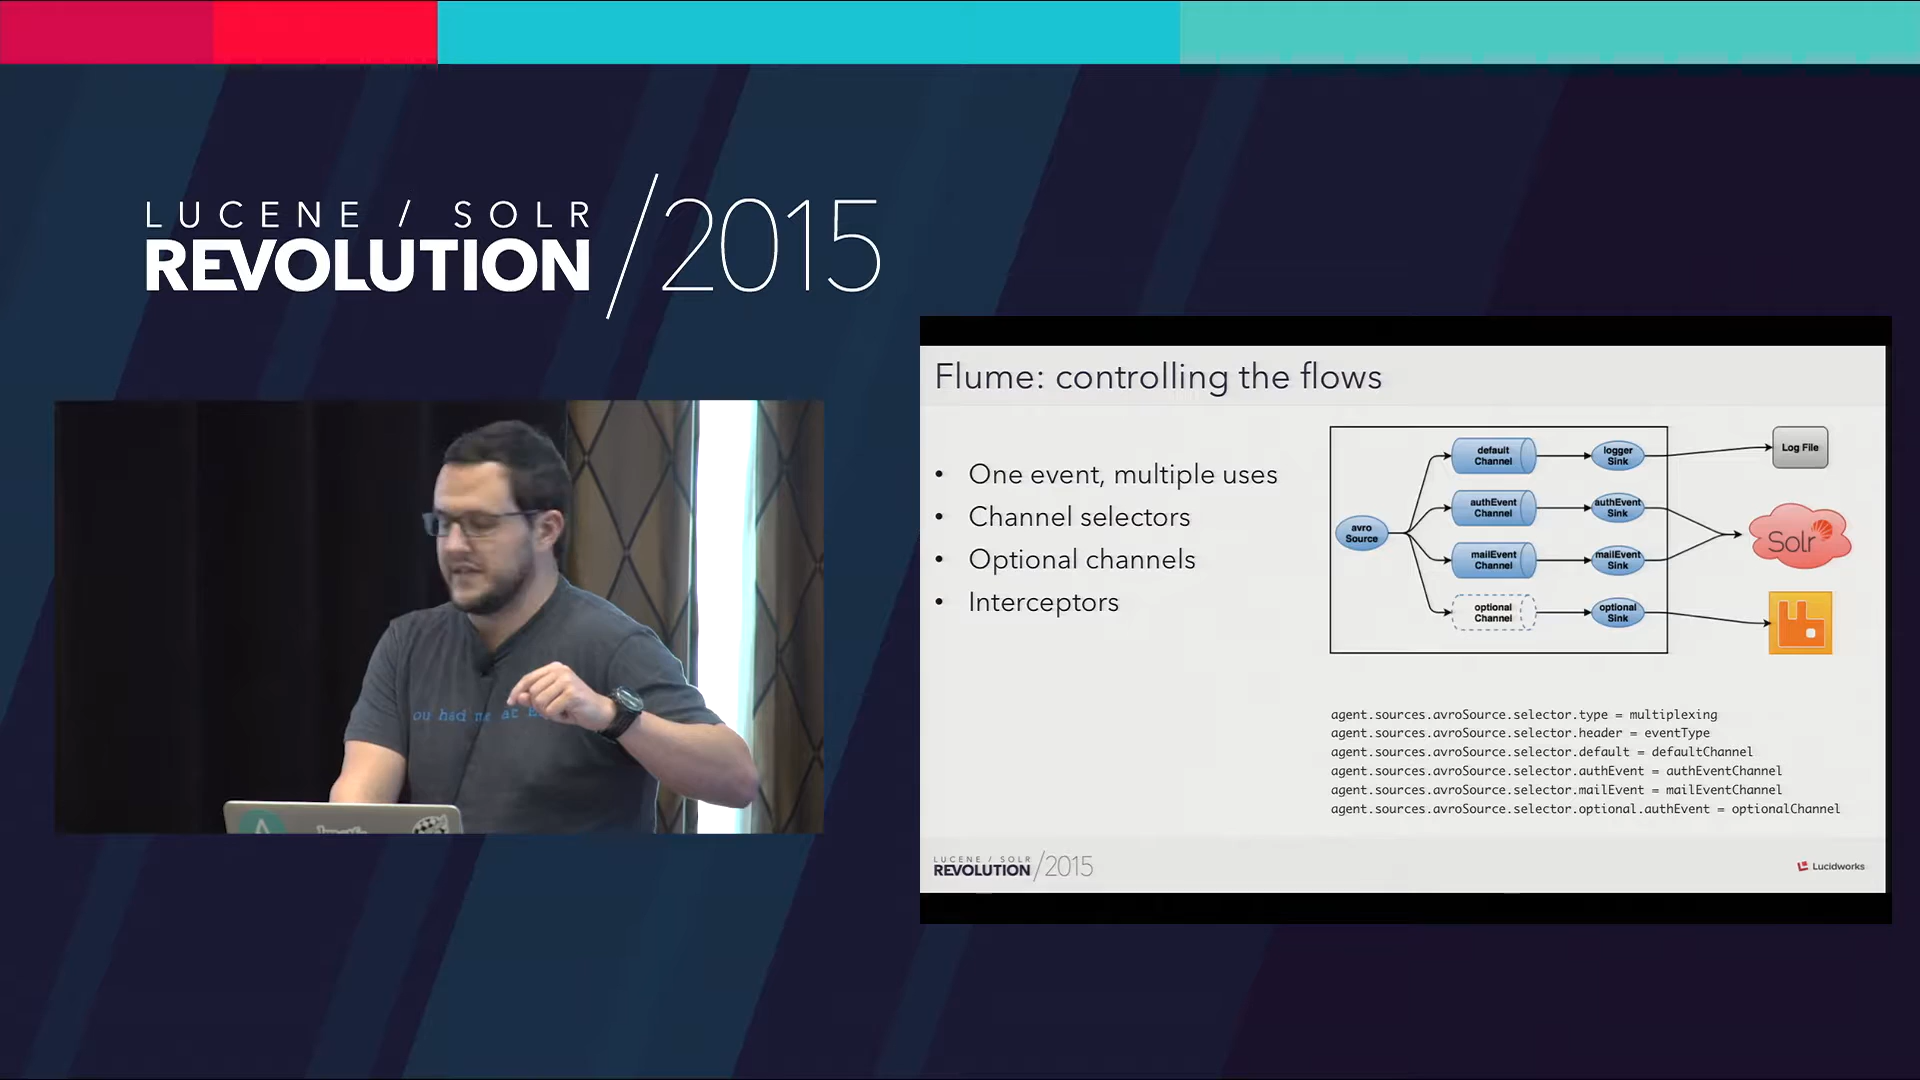 LUCENE / SOLR
REVOLUTION /2015
ou had me at
Flume: controlling the flows
• One event, multiple uses
• Channel selectors
• Optional channels
• Interceptors
avro
Source
default
Channel
logger
Sink
Log File
authEvent
Channel
authEvent
Sink
mailEvent
Channel
mailEvent
Sink
Solr
optional
Channel
optional
Sink
agent.sources.avroSource.selector.type = multiplexing
agent.sources.avroSource.selector.header = eventType
agent.sources.avroSource.selector.default = defaultChannel
agent.sources.avroSource.selector.authEvent = authEventChannel
agent.sources.avroSource.selector.mailEvent = mailEventChannel
agent.sources.avroSource.selector.optional.authEvent = optionalChannel
LUCENE / SOLR
REVOLUTION /2015
Lucidworks